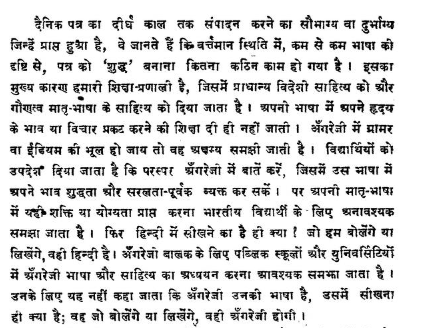 दैनिक पत्र का दीर्घ काल तक संपादन करने का सौभाग्य वा दुर्भाग्य
जिन्हें प्राप्त हुआ है, वे जानते हैं कि वर्त्तमान स्थिति में, कम से कम भाषा की
दृष्टि से, पत्र को 'शुद्ध' बनाना कितना कठिन काम हो गया है । इसका
मुख्य कारण हमारी शिक्षा-प्रणाली है, जिसमें प्राधान्य विदेशी साहित्य को और
गौणत्व मातृ-भाषा के साहित्य को दिया जाता है । अपनी भाषा में अपने हृदय
के भाव या विचार प्रकट करने की शिक्षा दी ही नहीं जाती । अँगरेजी में ग्रामर
वा ईडियम की भूल हो जाय तो वह अक्षम्य समझी जाती है । विद्यार्थियों को
उपदेश दिया जाता है कि परस्पर अँगरेजी में बातें करें, जिसमें उस भाषा में
अपने भाव शुद्धता और सरलता-पूर्वक व्यक्त कर सकें । पर अपनी मातृ-भाषा
में यही शक्ति या योग्यता प्राप्त करना भारतीय विद्यार्थी के लिए अनावश्यक
समझा जाता है । फिर हिन्दी में सीखने का है ही क्या ? जो हम बोलेंगे या
लिखेंगे, वही हिन्दी है । अँगरेजी बालक के लिए पब्लिक स्कूलों और युनिवर्सिटियों
में अँगरेजी भाषा और साहित्य का अध्ययन करना आवश्यक समझा जाता है ।
उनके लिए यह नहीं कहा जाता कि अँगरेजी उनकी भाषा है, उसमें सीखना
ही क्या है; वह जो बोलेंगे या लिखेंगे, वही अँगरेजी होगी ।